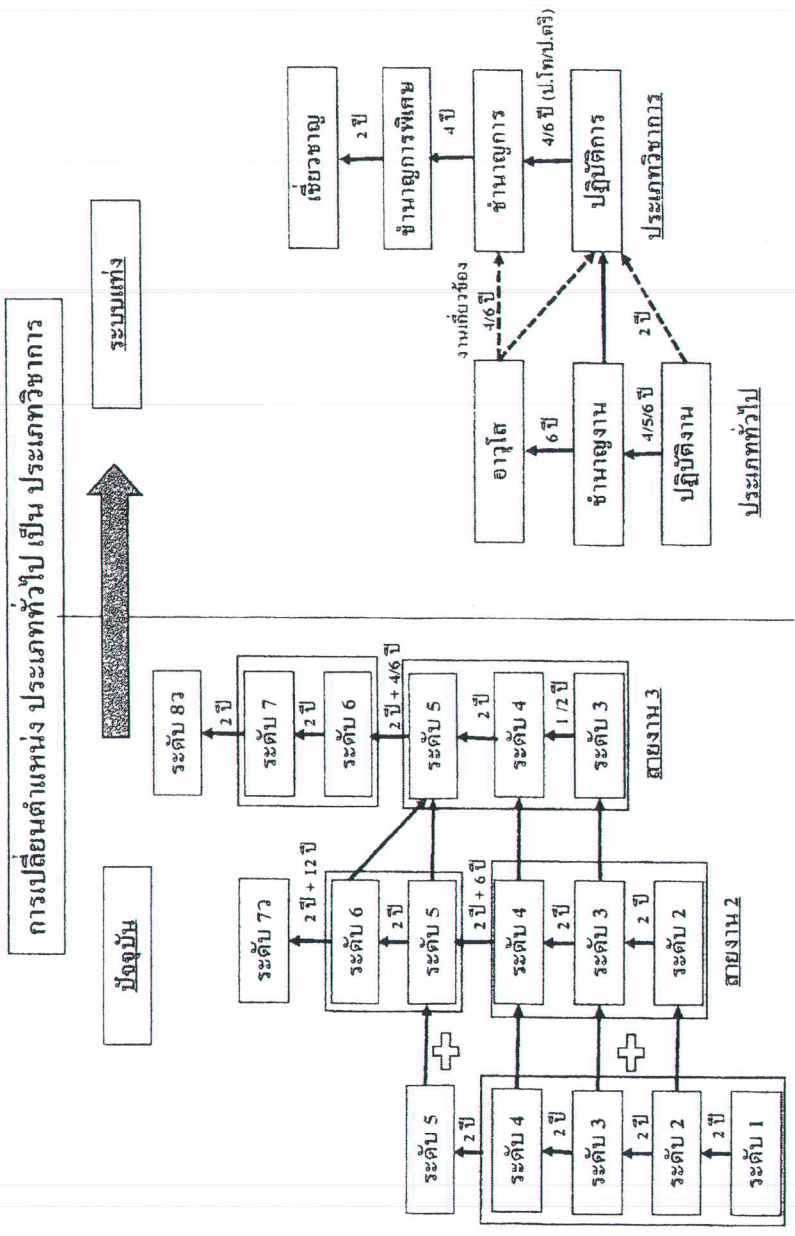 การเปลี่ยนตำแหน่ง ประเภททั่วไป เป็น ประเภทวิชาการ
ปัจจุบัน
ระบบแท่ง
ระดับ 5
2 ปี
ระดับ 4
2 ปี
ระดับ 3
2 ปี
ระดับ 2
2 ปี
ระดับ 1
ระดับ 7ว
2 ปี + 12 ปี
ระดับ 6
2 ปี
ระดับ 5
2 ปี + 6 ปี
ระดับ 4
2 ปี
ระดับ 3
2 ปี
ระดับ 2
สายงาน 2
ระดับ 8ว
2 ปี
ระดับ 7
2 ปี
ระดับ 6
2 ปี + 4/6 ปี
ระดับ 5
2 ปี
ระดับ 4
1/2 ปี
ระดับ 3
สายงาน 3
อาวุโส
6 ปี
ชำนาญงาน
4/5/6 ปี
ปฏิบัติงาน
ประเภททั่วไป
งานเกี่ยวข้อง
4/6 ปี
2 ปี
เชี่ยวชาญ
2 ปี
ชำนาญการพิเศษ
4 ปี
ชำนาญการ
4/6 ปี (ป.โท/ป.ตรี)
ปฏิบัติการ
ประเภทวิชาการ